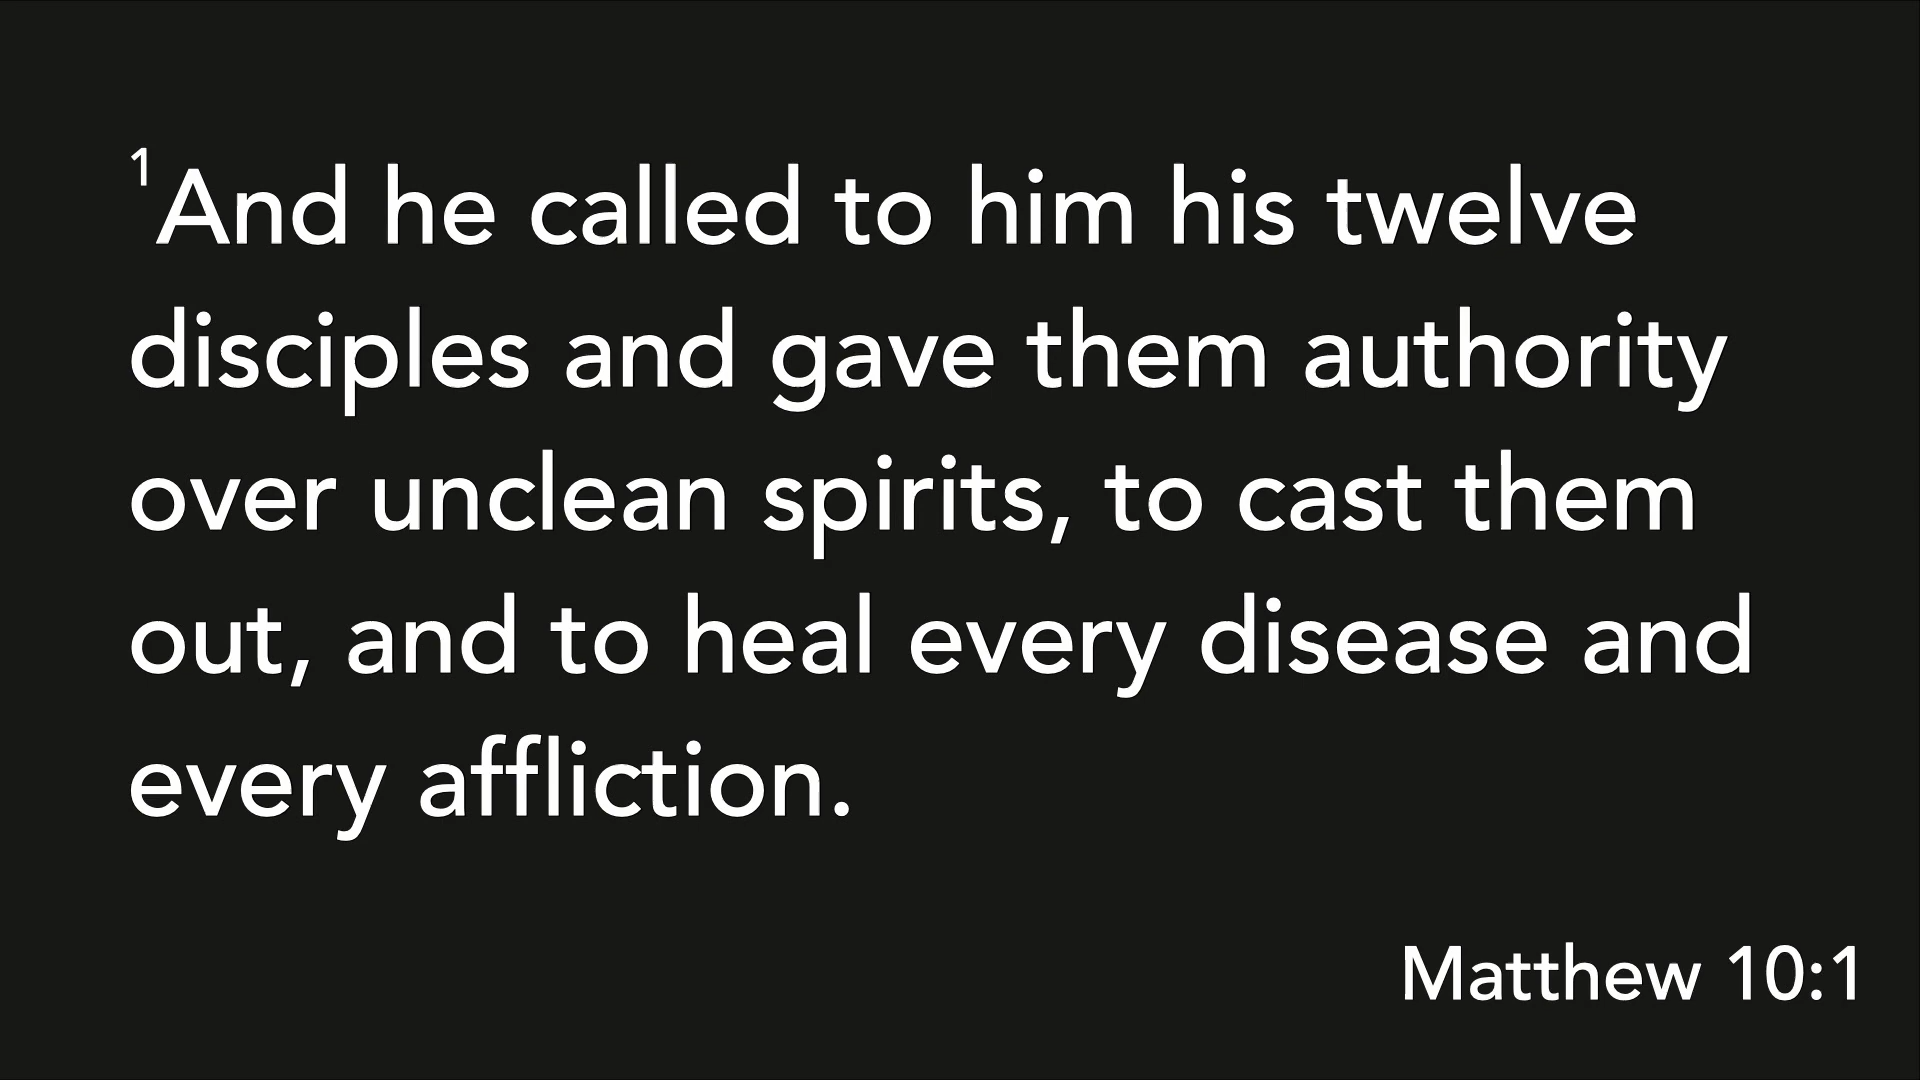 1And he called to him his twelve
disciples and gave them authority
over unclean spirits, to cast them
out, and to heal every disease and
every affliction.
Matthew 10:1